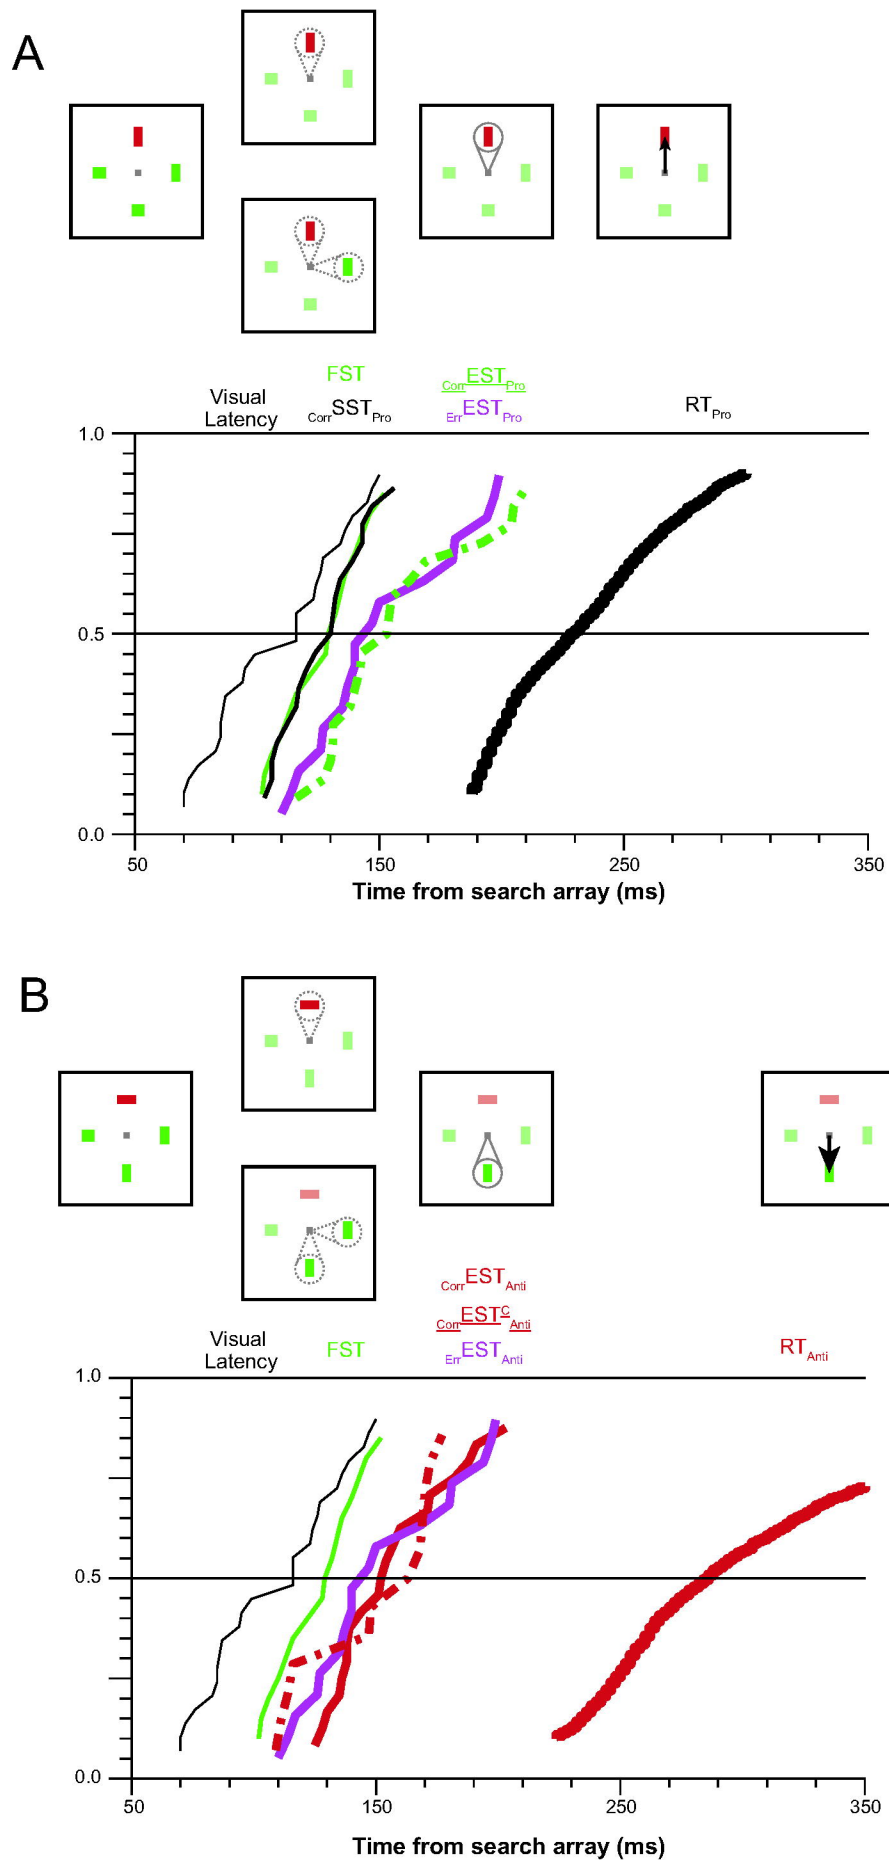 A
FST
CorrESTPro
Visual
Latency
CorrSSTPro
ErrESTPro
RTPro
1.0
0.5
0.0
50
150
250
350
Time from search array (ms)
B
CorrESTAnti
CorrESTCAnti
Visual
Latency
FST
ErrESTAnti
RTAnti
1.0
0.5
0.0
50
150
250
350
Time from search array (ms)